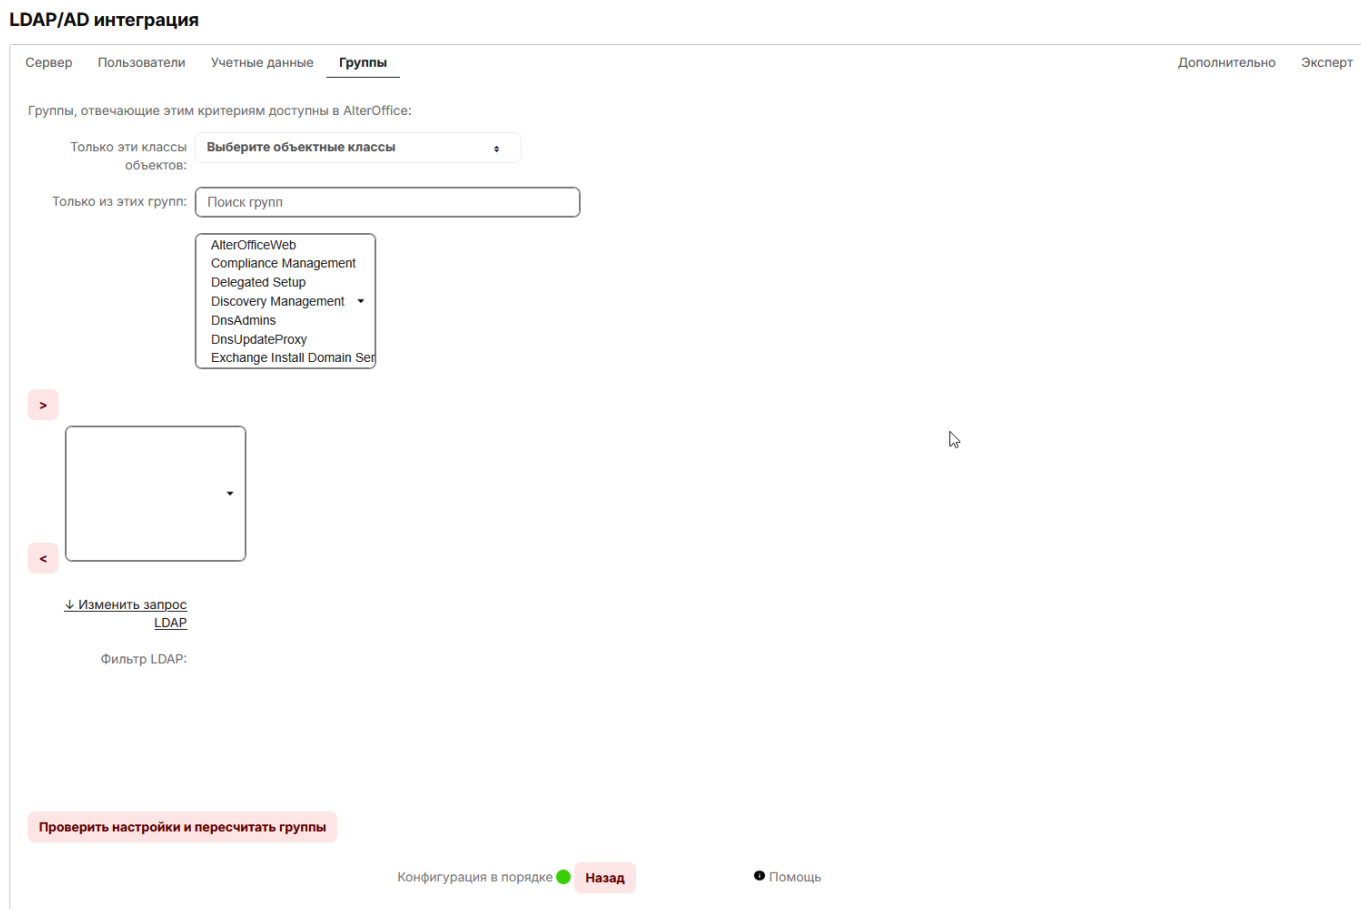 LDAP/AD интеграция
Сервер Пользователи Учетные данные Группы Дополнительно Эксперт
Группы, отвечающие этим критериям доступны в AlterOffice:
Только эти классы объектов: Выберите объектные классы
Только из этих групп: Поиск групп
AlterOfficeWeb
Compliance Management
Delegated Setup
Discovery Management
DnsAdmins
DnsUpdateProxy
Exchange Install Domain Ser
>
<
↓ Изменить запрос
LDAP
Фильтр LDAP:
Проверить настройки и пересчитать группы
Конфигурация в порядке Назад Помощь